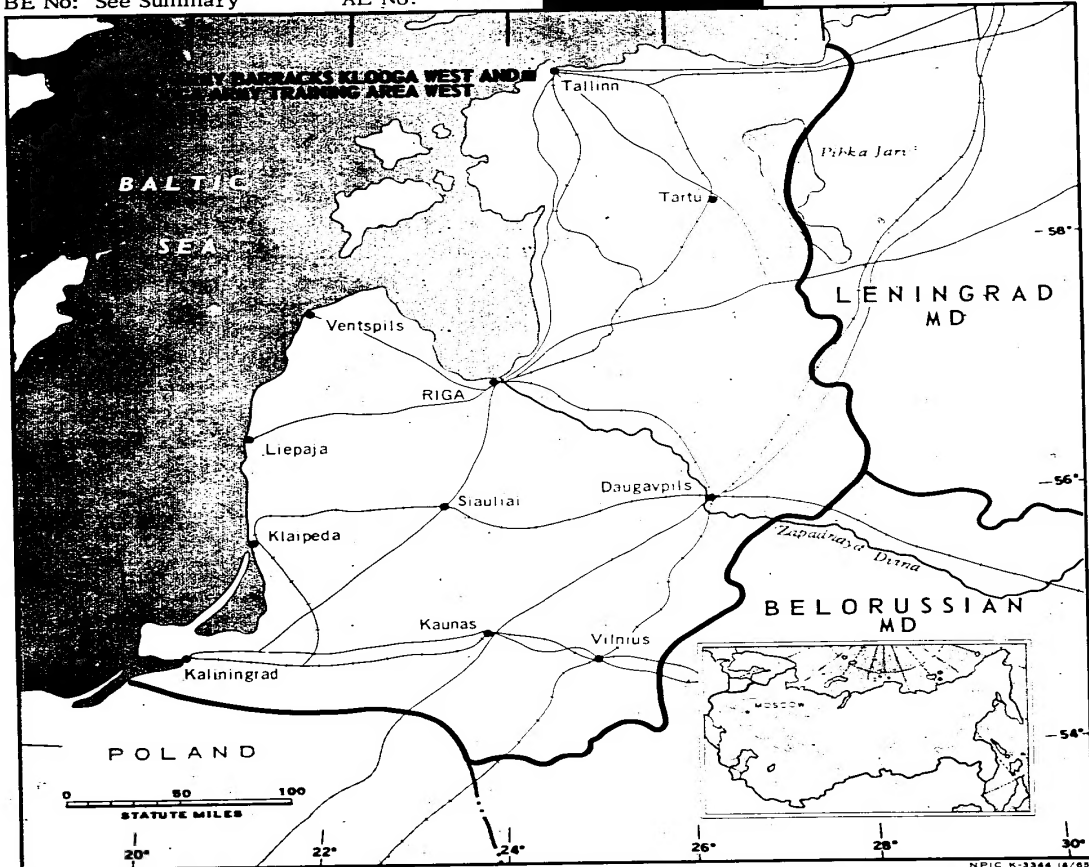 BE No: See Summary AL No:
BARRACKS KLOOGA WEST AND
ARMY TRAINING AREA WEST
Tallinn
BALTIC
SEA
Tartu
58°
LENINGRAD
MD
Ventspils
RIGA
Liepaja
Daugavpils
56°
Siauliai
Klaipeda
Zapadnaya Dvina
BELORUSSIAN
MD
Kaunas
Vilnius
Kaliningrad
MOSCOW
54°
POLAND
0 50 100
STATUTE MILES
20° 22° 24° 26° 28° 30°